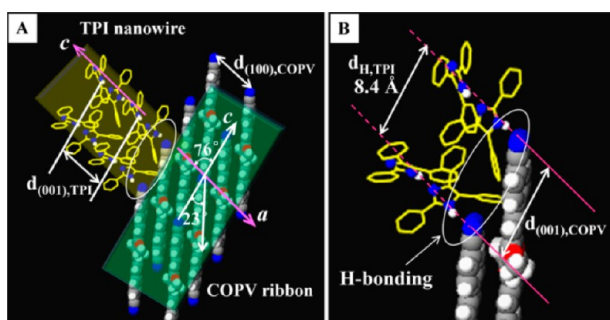 A
TPI nanowire
c
d(100),COPV
c
76°
d(001),TPI
23
a
COPV ribbon
B
dH,TPI
8.4 Å
d(001),COPV
H-bonding